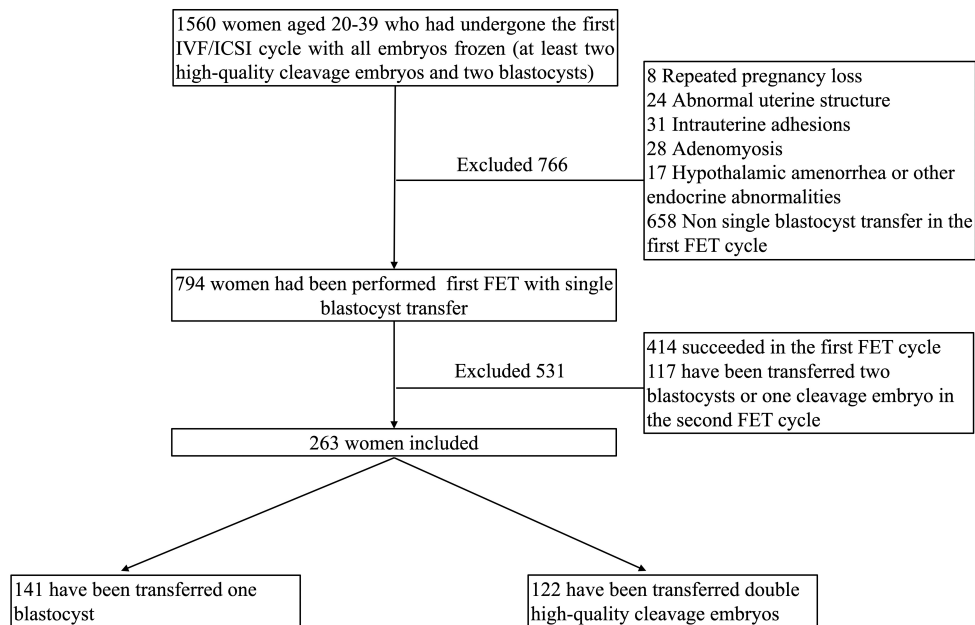 1560 women aged 20-39 who had undergone the first
IVF/ICSI cycle with all embryos frozen (at least two
high-quality cleavage embryos and two blastocysts)
8 Repeated pregnancy loss
24 Abnormal uterine structure
31 Intrauterine adhesions
28 Adenomyosis
17 Hypothalamic amenorrhea or other
endocrine abnormalities
658 Non single blastocyst transfer in the
first FET cycle
Excluded 766
794 women had been performed first FET with single
blastocyst transfer
414 succeeded in the first FET cycle
117 have been transferred two
blastocysts or one cleavage embryo in
the second FET cycle
Excluded 531
263 women included
141 have been transferred one
blastocyst
122 have been transferred double
high-quality cleavage embryos